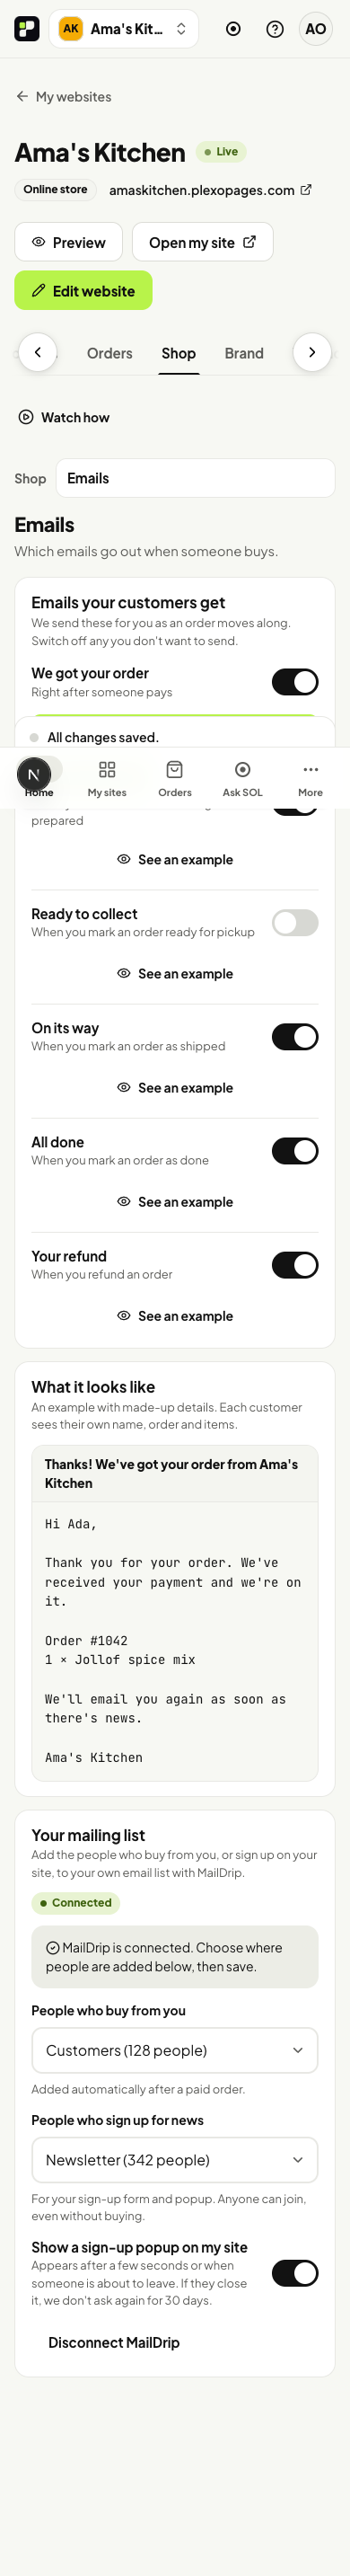 AK Ama's Kit... AO
My websites
Ama's Kitchen Live
Online store amaskitchen.plexopages.com
Preview Open my site
Edit website
Orders Shop Brand
Watch how
Shop Emails
Emails
Which emails go out when someone buys.
Emails your customers get
We send these for you as an order moves along.
Switch off any you don't want to send.
We got your order
Right after someone pays
All changes saved.
N
Home My sites Orders Ask SOL More
prepared
See an example
Ready to collect
When you mark an order ready for pickup
See an example
On its way
When you mark an order as shipped
See an example
All done
When you mark an order as done
See an example
Your refund
When you refund an order
See an example
What it looks like
An example with made-up details. Each customer
sees their own name, order and items.
Thanks! We've got your order from Ama's
Kitchen
Hi Ada,
Thank you for your order. We've
received your payment and we're on
it.
Order #1042
1 × Jollof spice mix
We'll email you again as soon as
there's news.
Ama's Kitchen
Your mailing list
Add the people who buy from you, or sign up on your
site, to your own email list with MailDrip.
Connected
MailDrip is connected. Choose where
people are added below, then save.
People who buy from you
Customers (128 people)
Added automatically after a paid order.
People who sign up for news
Newsletter (342 people)
For your sign-up form and popup. Anyone can join,
even without buying.
Show a sign-up popup on my site
Appears after a few seconds or when
someone is about to leave. If they close
it, we don't ask again for 30 days.
Disconnect MailDrip